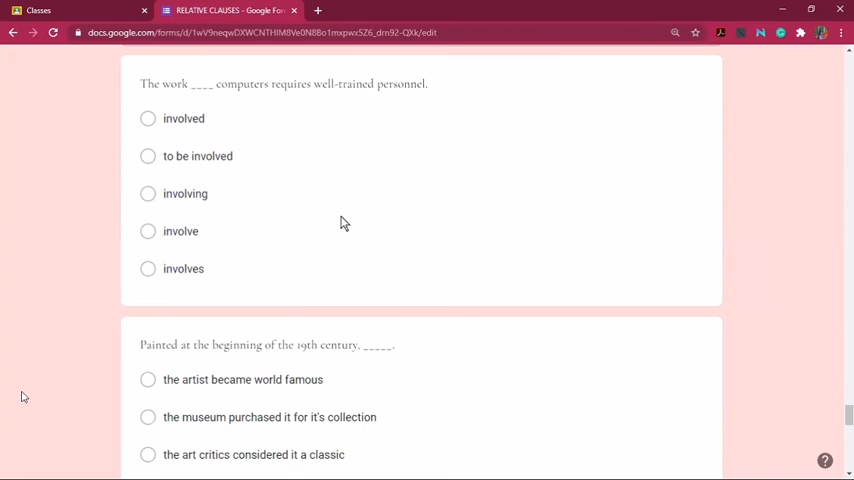 Classes
RELATIVE CLAUSES - Google For
docs.google.com/forms/d/1wV9neqwDXWCNTHIM8Ve0N8Bo1mxpwx5Z6_drn92-QXk/edit
The work ____ computers requires well-trained personnel.
involved
to be involved
involving
involve
involves
Painted at the beginning of the 19th century, _____.
the artist became world famous
the museum purchased it for it's collection
the art critics considered it a classic